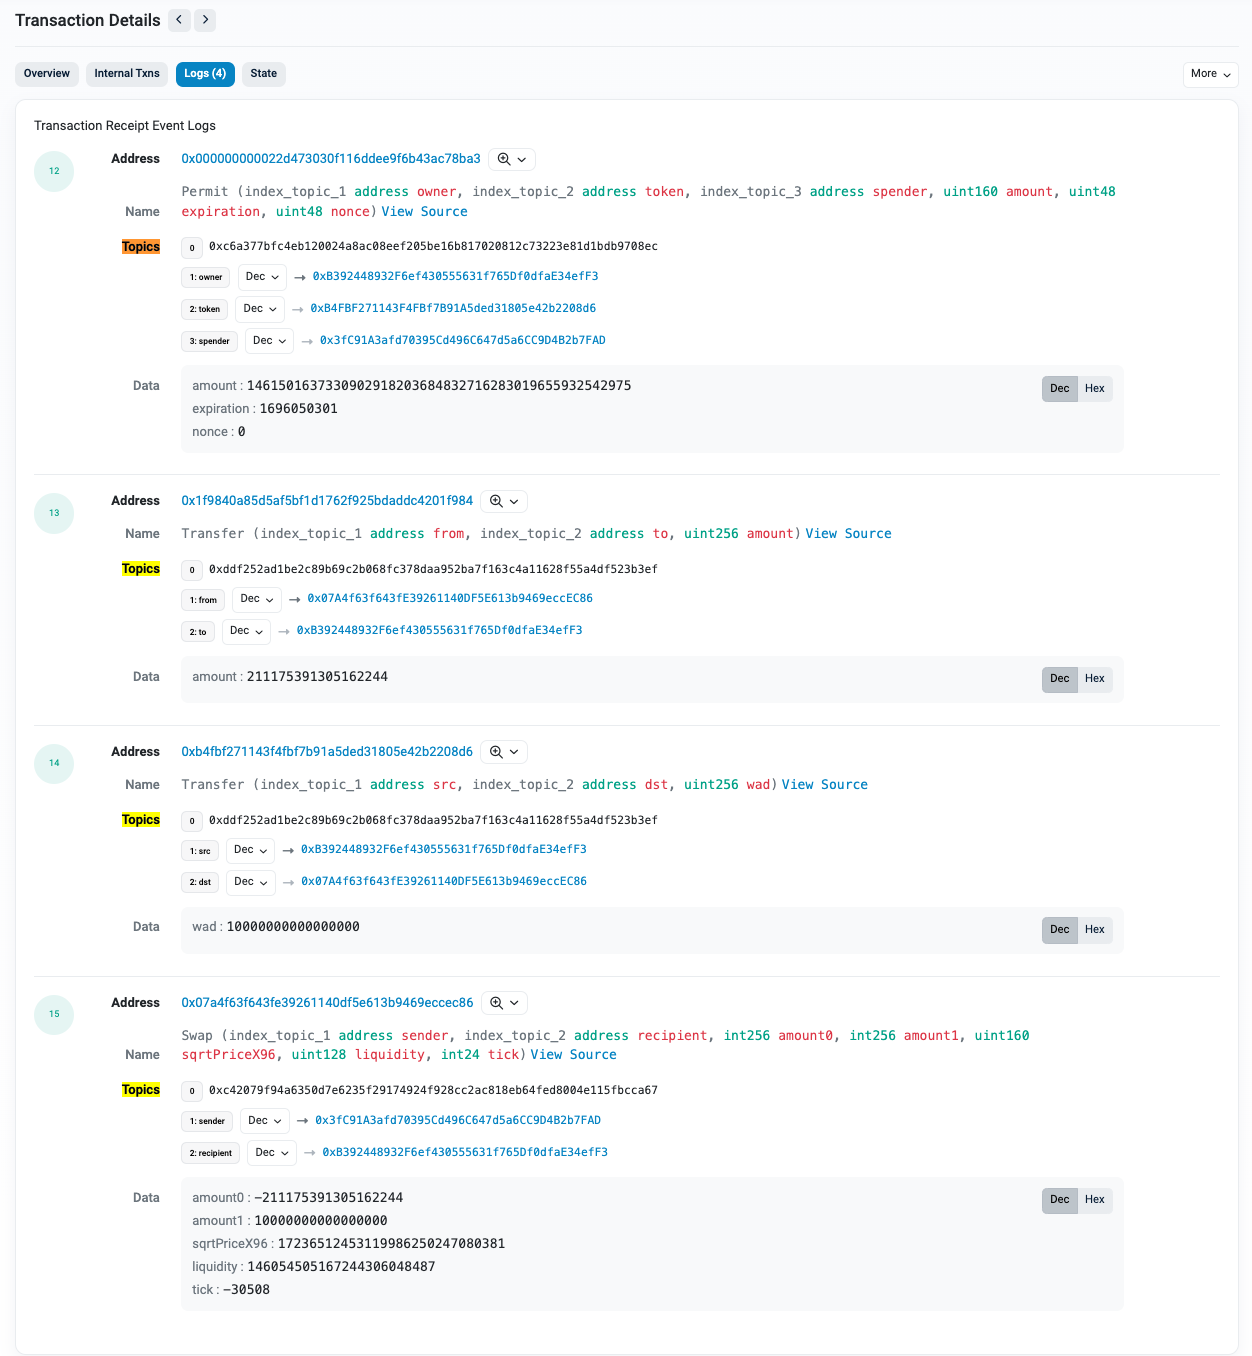 Transaction Details
Overview Internal Txns Logs (4) State More
Transaction Receipt Event Logs
12 Address 0x000000000022d473030f116ddee9f6b43ac78ba3
Name Permit (index_topic_1 address owner, index_topic_2 address token, index_topic_3 address spender, uint160 amount, uint48
expiration, uint48 nonce) View Source
Topics 0 0xc6a377bfc4eb120024a8ac08eef205be16b817020812c73223e81d1bdb9708ec
1: owner Dec → 0xB392448932F6ef430555631f765Df0dfaE34efF3
2: token Dec → 0xB4FBF271143F4FBf7B91A5ded31805e42b2208d6
3: spender Dec → 0x3fC91A3afd70395Cd496C647d5a6CC9D4B2b7FAD
Data amount : 1461501637330902918203684832716283019655932542975 Dec Hex
expiration : 1696050301
nonce : 0
13 Address 0x1f9840a85d5af5bf1d1762f925bdaddc4201f984
Name Transfer (index_topic_1 address from, index_topic_2 address to, uint256 amount) View Source
Topics 0 0xddf252ad1be2c89b69c2b068fc378daa952ba7f163c4a11628f55a4df523b3ef
1: from Dec → 0x07A4f63f643fE39261140DF5E613b9469eccEC86
2: to Dec → 0xB392448932F6ef430555631f765Df0dfaE34efF3
Data amount : 211175391305162244 Dec Hex
14 Address 0xb4fbf271143f4fbf7b91a5ded31805e42b2208d6
Name Transfer (index_topic_1 address src, index_topic_2 address dst, uint256 wad) View Source
Topics 0 0xddf252ad1be2c89b69c2b068fc378daa952ba7f163c4a11628f55a4df523b3ef
1: src Dec → 0xB392448932F6ef430555631f765Df0dfaE34efF3
2: dst Dec → 0x07A4f63f643fE39261140DF5E613b9469eccEC86
Data wad : 10000000000000000 Dec Hex
15 Address 0x07a4f63f643fe39261140df5e613b9469eccec86
Swap (index_topic_1 address sender, index_topic_2 address recipient, int256 amount0, int256 amount1, uint160
Name sqrtPriceX96, uint128 liquidity, int24 tick) View Source
Topics 0 0xc42079f94a6350d7e6235f29174924f928cc2ac818eb64fed8004e115fbcca67
1: sender Dec → 0x3fC91A3afd70395Cd496C647d5a6CC9D4B2b7FAD
2: recipient Dec → 0xB392448932F6ef430555631f765Df0dfaE34efF3
Data amount0 : −211175391305162244 Dec Hex
amount1 : 10000000000000000
sqrtPriceX96 : 17236512453119986250247080381
liquidity : 146054505167244306048487
tick : −30508